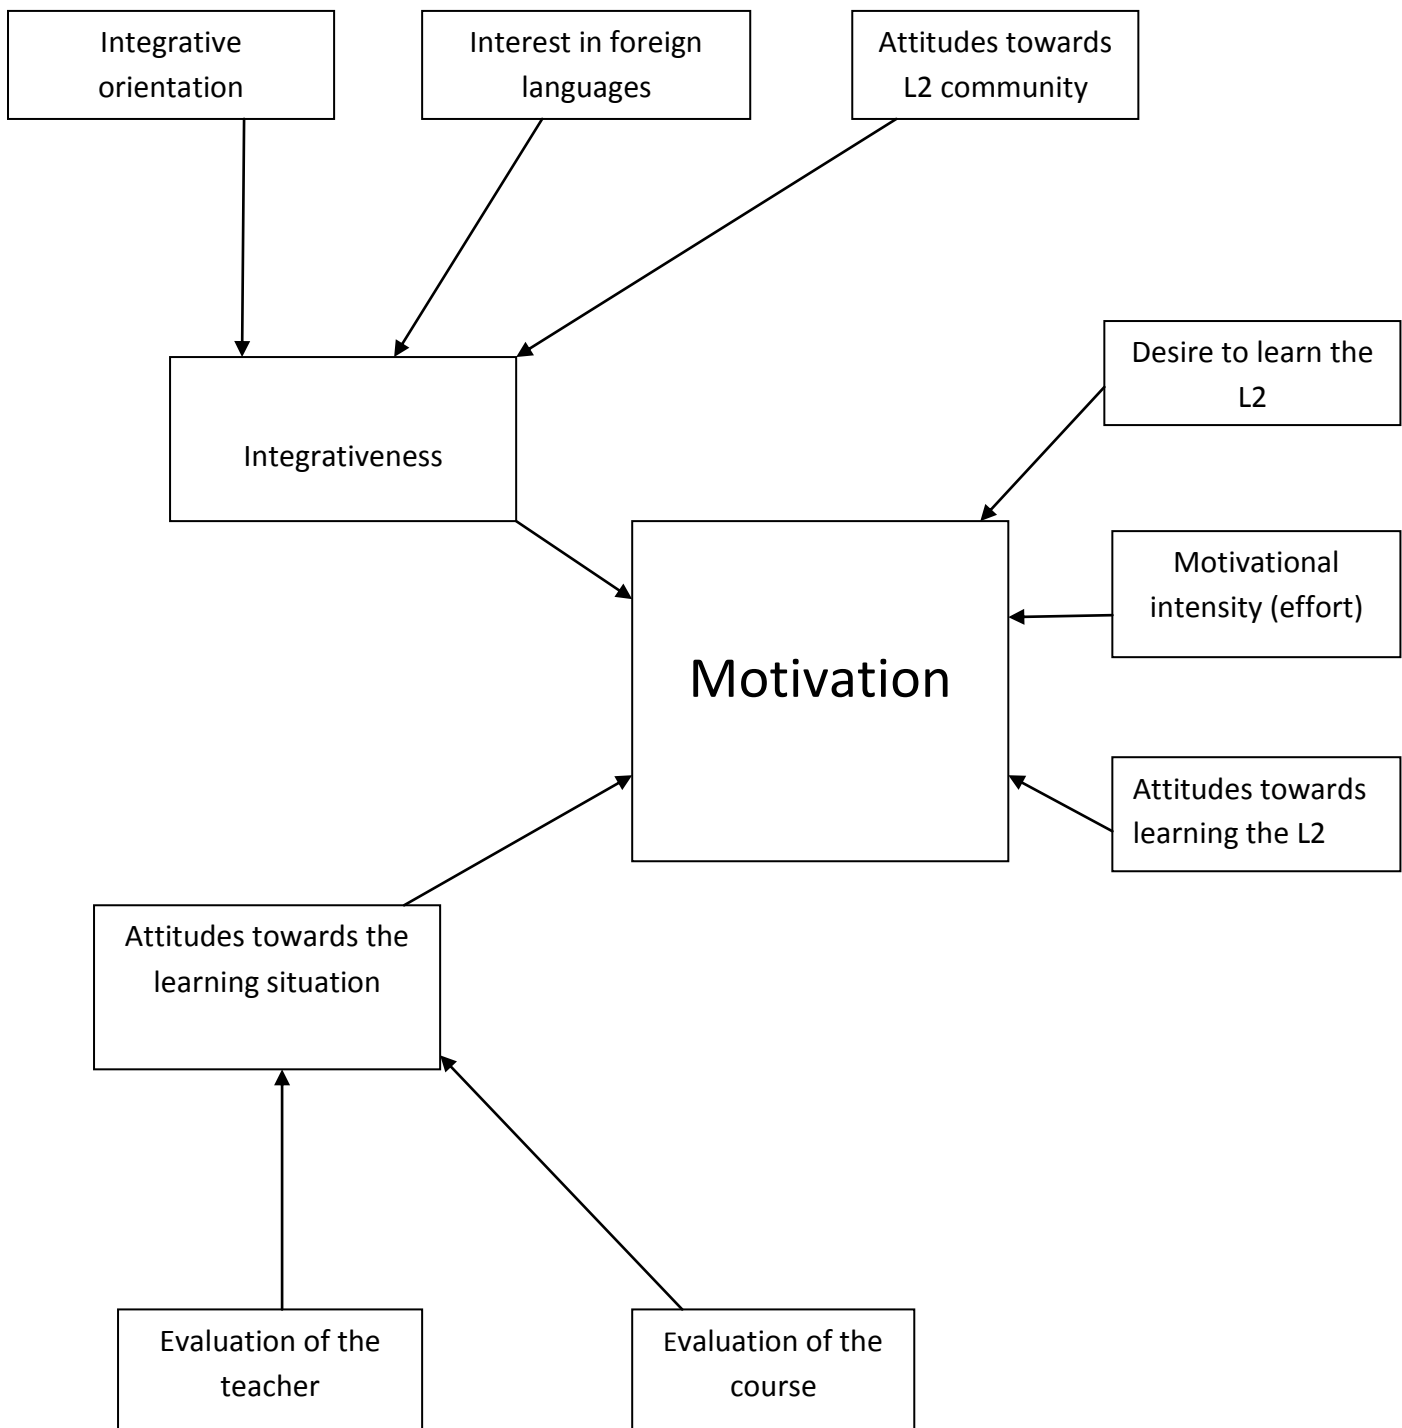 Integrative
orientation
Interest in foreign
languages
Attitudes towards
L2 community
Desire to learn the
L2
Integrativeness
Motivational
intensity (effort)
Motivation
Attitudes towards
learning the L2
Attitudes towards the
learning situation
Evaluation of the
teacher
Evaluation of the
course